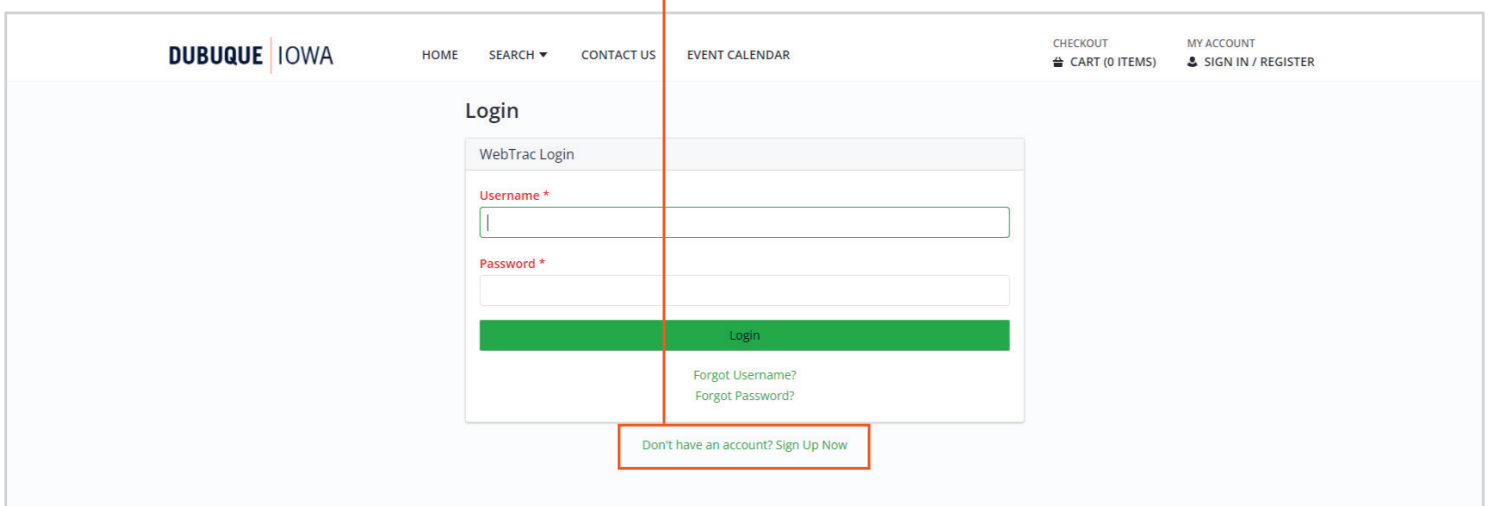 DUBUQUE IOWA
HOME SEARCH CONTACT US EVENT CALENDAR
CHECKOUT
CART (0 ITEMS)
MY ACCOUNT
SIGN IN / REGISTER
Login
WebTrac Login
Username *
Password *
Login
Forgot Username?
Forgot Password?
Don't have an account? Sign Up Now